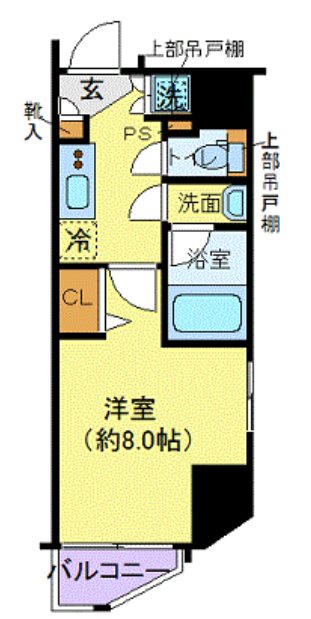 上部吊戸棚
玄
洗
靴入
PS
トイレ
上部吊戸棚
洗面
冷
浴室
CL
洋室
(約8.0帖)
バルコニー